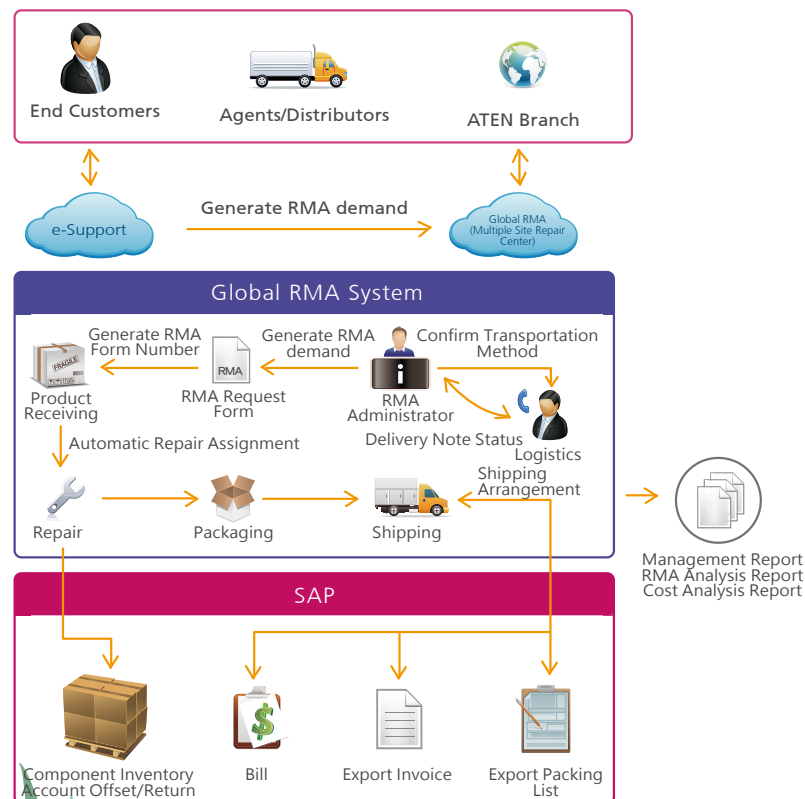 End Customers
Agents/Distributors
ATEN Branch
e-Support
Generate RMA demand
Global RMA
(Multiple Site Repair
Center)
Global RMA System
Generate RMA
Form Number
Generate RMA
demand
Confirm Transportation
Method
FRAGILE
RMA
Product
Receiving
RMA Request
Form
RMA
Administrator
Delivery Note Status
Logistics
Automatic Repair Assignment
Shipping
Arrangement
Repair
Packaging
Shipping
Management Report
RMA Analysis Report
Cost Analysis Report
SAP
Component Inventory
Account Offset/Return
Bill
Export Invoice
Export Packing
List